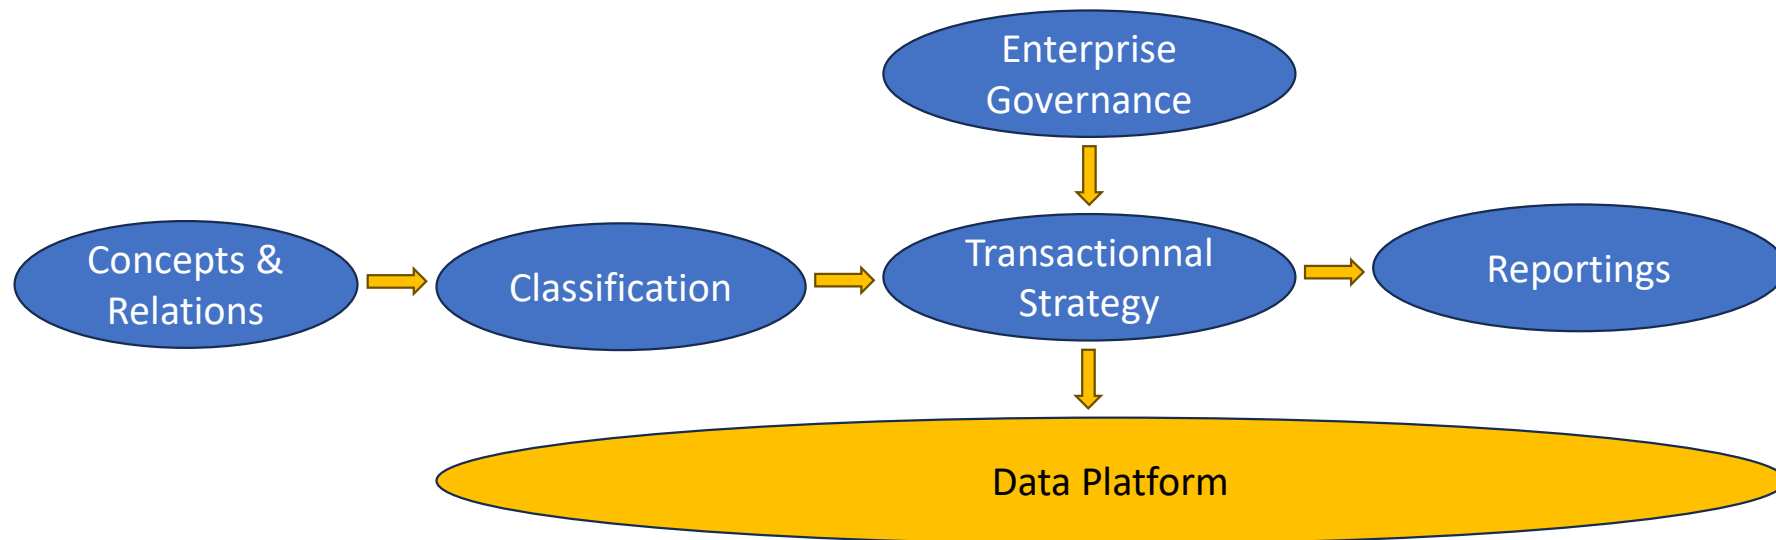 Enterprise
Governance
Concepts &
Relations
Classification
Transactionnal
Strategy
Reportings
Data Platform